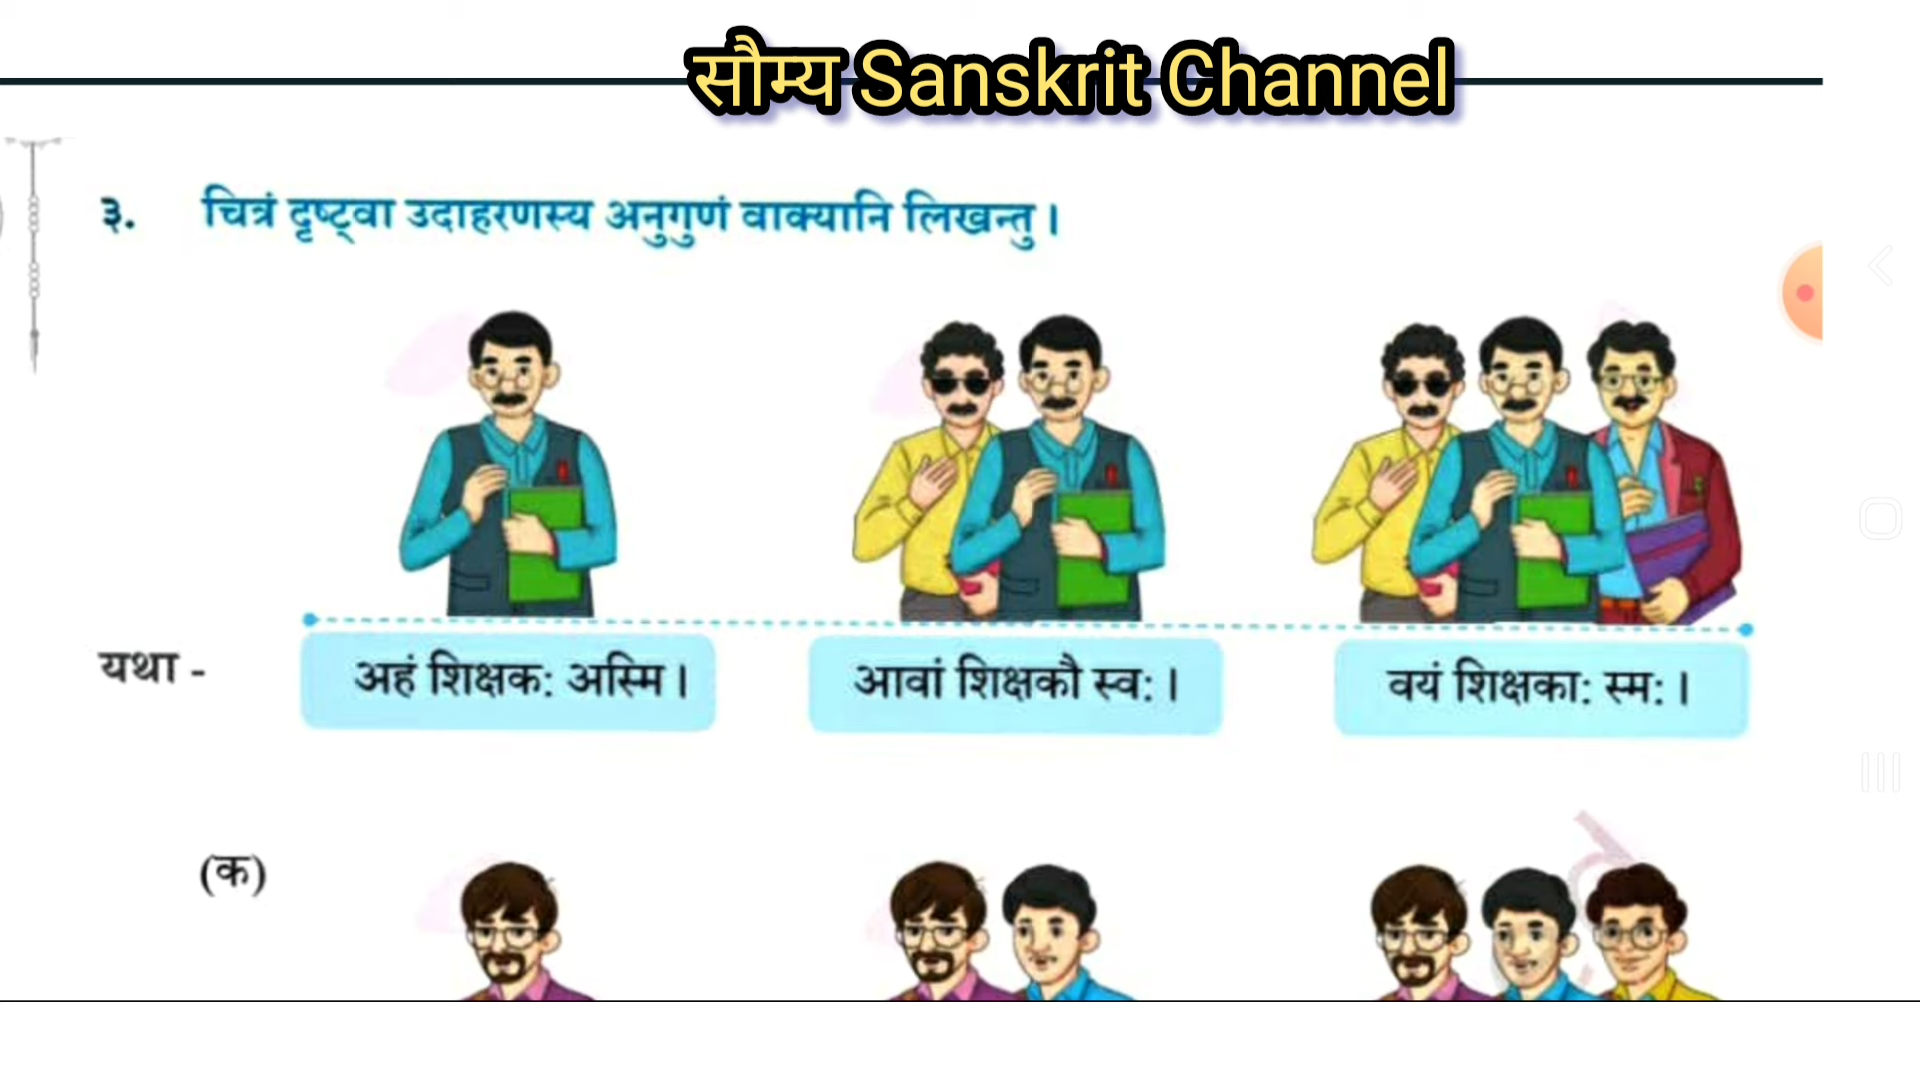 सौम्य Sanskrit Channel
३. चित्रं दृष्ट्वा उदाहरणस्य अनुगुणं वाक्यानि लिखन्तु ।
यथा - अहं शिक्षक: अस्मि । आवां शिक्षकौ स्व: । वयं शिक्षका: स्म: ।
(क)